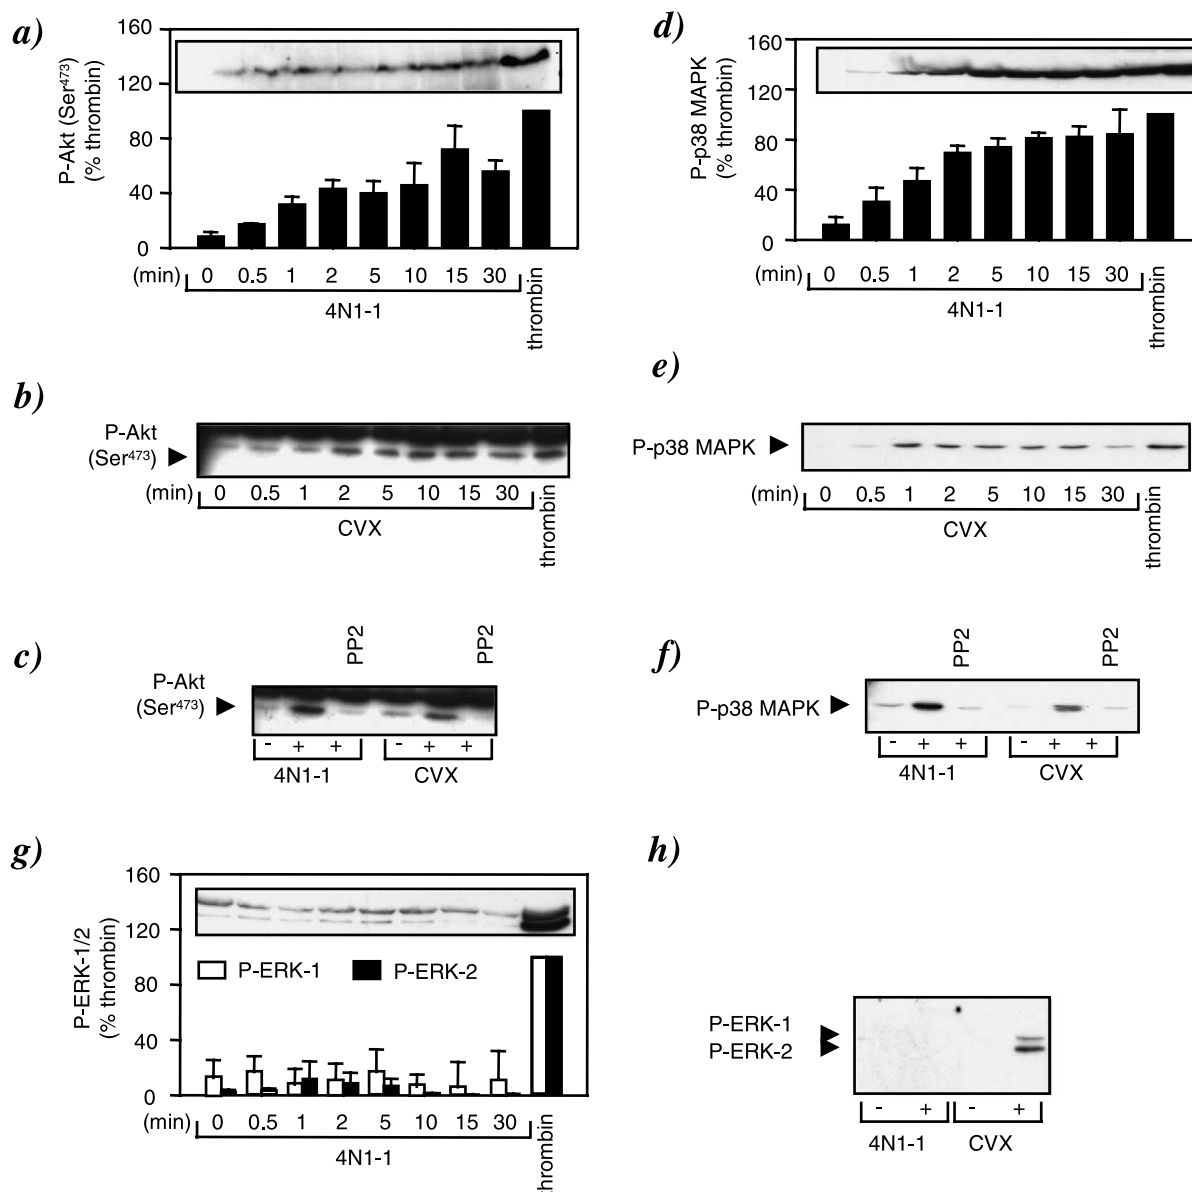 a)
P-Akt (Ser473)
(% thrombin)
160
120
80
40
0
(min) 0 0.5 1 2 5 10 15 30
4N1-1
thrombin
d)
P-p38 MAPK
(% thrombin)
160
120
80
40
0
(min) 0 0.5 1 2 5 10 15 30
4N1-1
thrombin
b)
P-Akt
(Ser473)
(min) 0 0.5 1 2 5 10 15 30
CVX
thrombin
e)
P-p38 MAPK
(min) 0 0.5 1 2 5 10 15 30
CVX
thrombin
c)
PP2 PP2
P-Akt
(Ser473)
- + + - + +
4N1-1 CVX
f)
PP2 PP2
P-p38 MAPK
- + + - + +
4N1-1 CVX
g)
P-ERK-1/2
(% thrombin)
160
120
80
40
0
P-ERK-1 P-ERK-2
(min) 0 0.5 1 2 5 10 15 30
4N1-1
thrombin
h)
P-ERK-1
P-ERK-2
- + - +
4N1-1 CVX